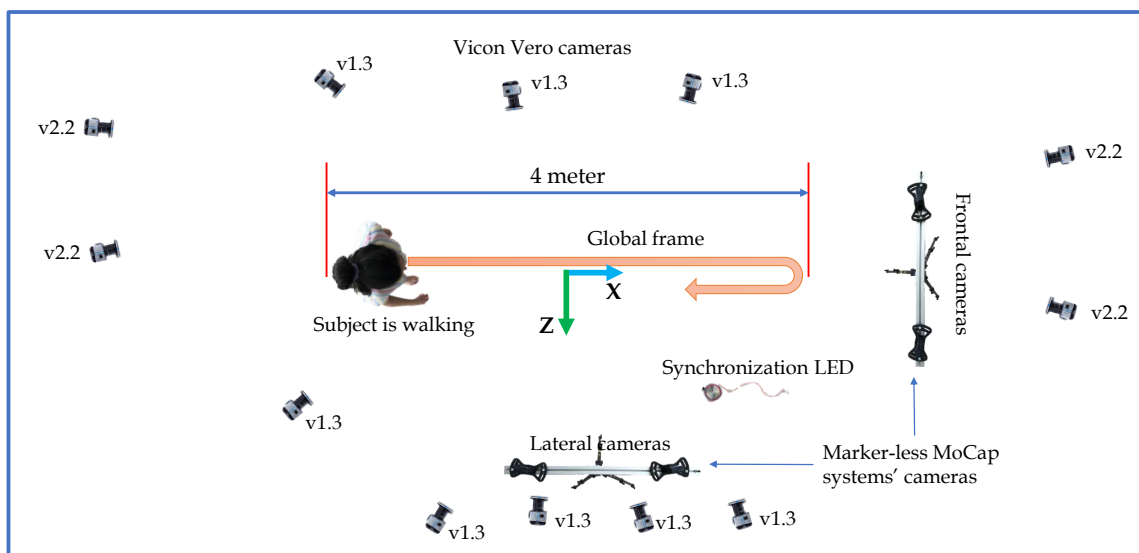 Vicon Vero cameras
v1.3
v1.3
v1.3
v2.2
v2.2
4 meter
Frontal cameras
Global frame
v2.2
X
Z
Subject is walking
v2.2
Synchronization LED
v1.3
Lateral cameras
Marker-less MoCap
systems’ cameras
v1.3
v1.3
v1.3
v1.3